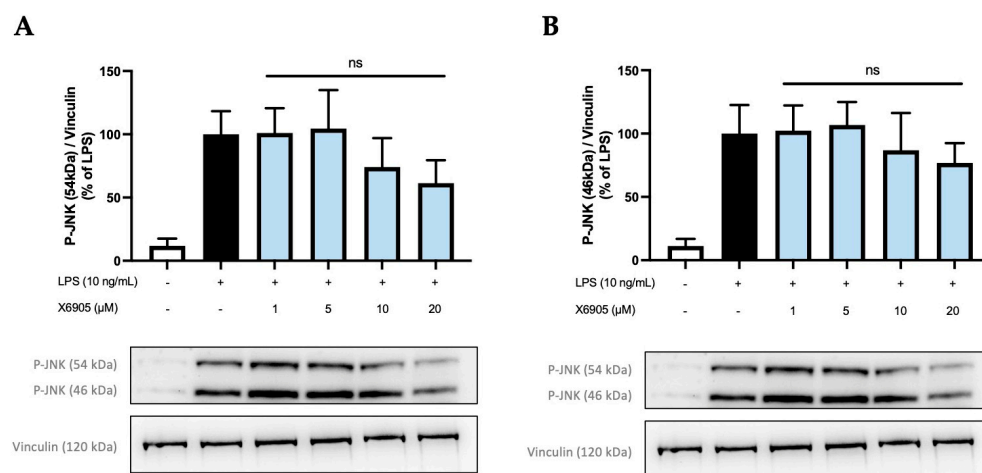 A
ns
P-JNK (54kDa) / Vinculin
(% of LPS)
150
100
50
0
LPS (10 ng/mL) - + + + + +
X6905 (µM) - - 1 5 10 20
P-JNK (54 kDa)
P-JNK (46 kDa)
Vinculin (120 kDa)
B
ns
P-JNK (46kDa) / Vinculin
(% of LPS)
150
100
50
0
LPS (10 ng/mL) - + + + + +
X6905 (µM) - - 1 5 10 20
P-JNK (54 kDa)
P-JNK (46 kDa)
Vinculin (120 kDa)